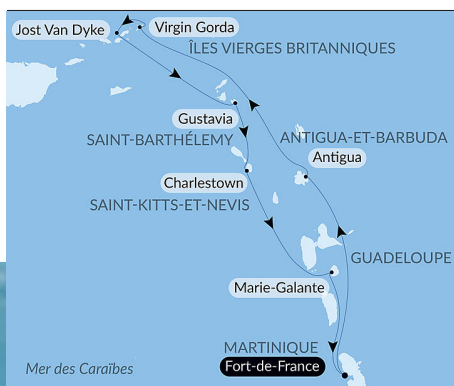 Jost Van Dyke
Virgin Gorda
ÎLES VIERGES BRITANNIQUES
Gustavia
SAINT-BARTHÉLEMY
ANTIGUA-ET-BARBUDA
Antigua
Charlestown
SAINT-KITTS-ET-NEVIS
GUADELOUPE
Marie-Galante
MARTINIQUE
Fort-de-France
Mer des Caraïbes